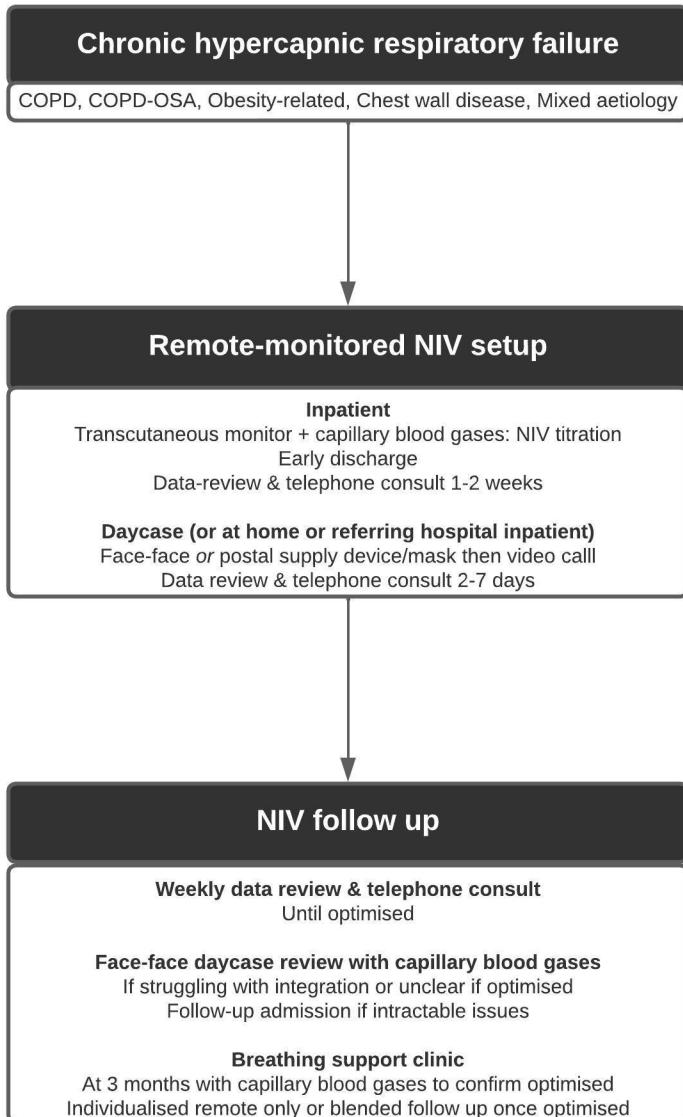 Chronic hypercapnic respiratory failure
COPD, COPD-OSA, Obesity-related, Chest wall disease, Mixed aetiology
Remote-monitored NIV setup
Inpatient
Transcutaneous monitor + capillary blood gases: NIV titration
Early discharge
Data-review & telephone consult 1-2 weeks
Daycase (or at home or referring hospital inpatient)
Face-face or postal supply device/mask then video calll
Data review & telephone consult 2-7 days
NIV follow up
Weekly data review & telephone consult
Until optimised
Face-face daycase review with capillary blood gases
If struggling with integration or unclear if optimised
Follow-up admission if intractable issues
Breathing support clinic
At 3 months with capillary blood gases to confirm optimised
Individualised remote only or blended follow up once optimised